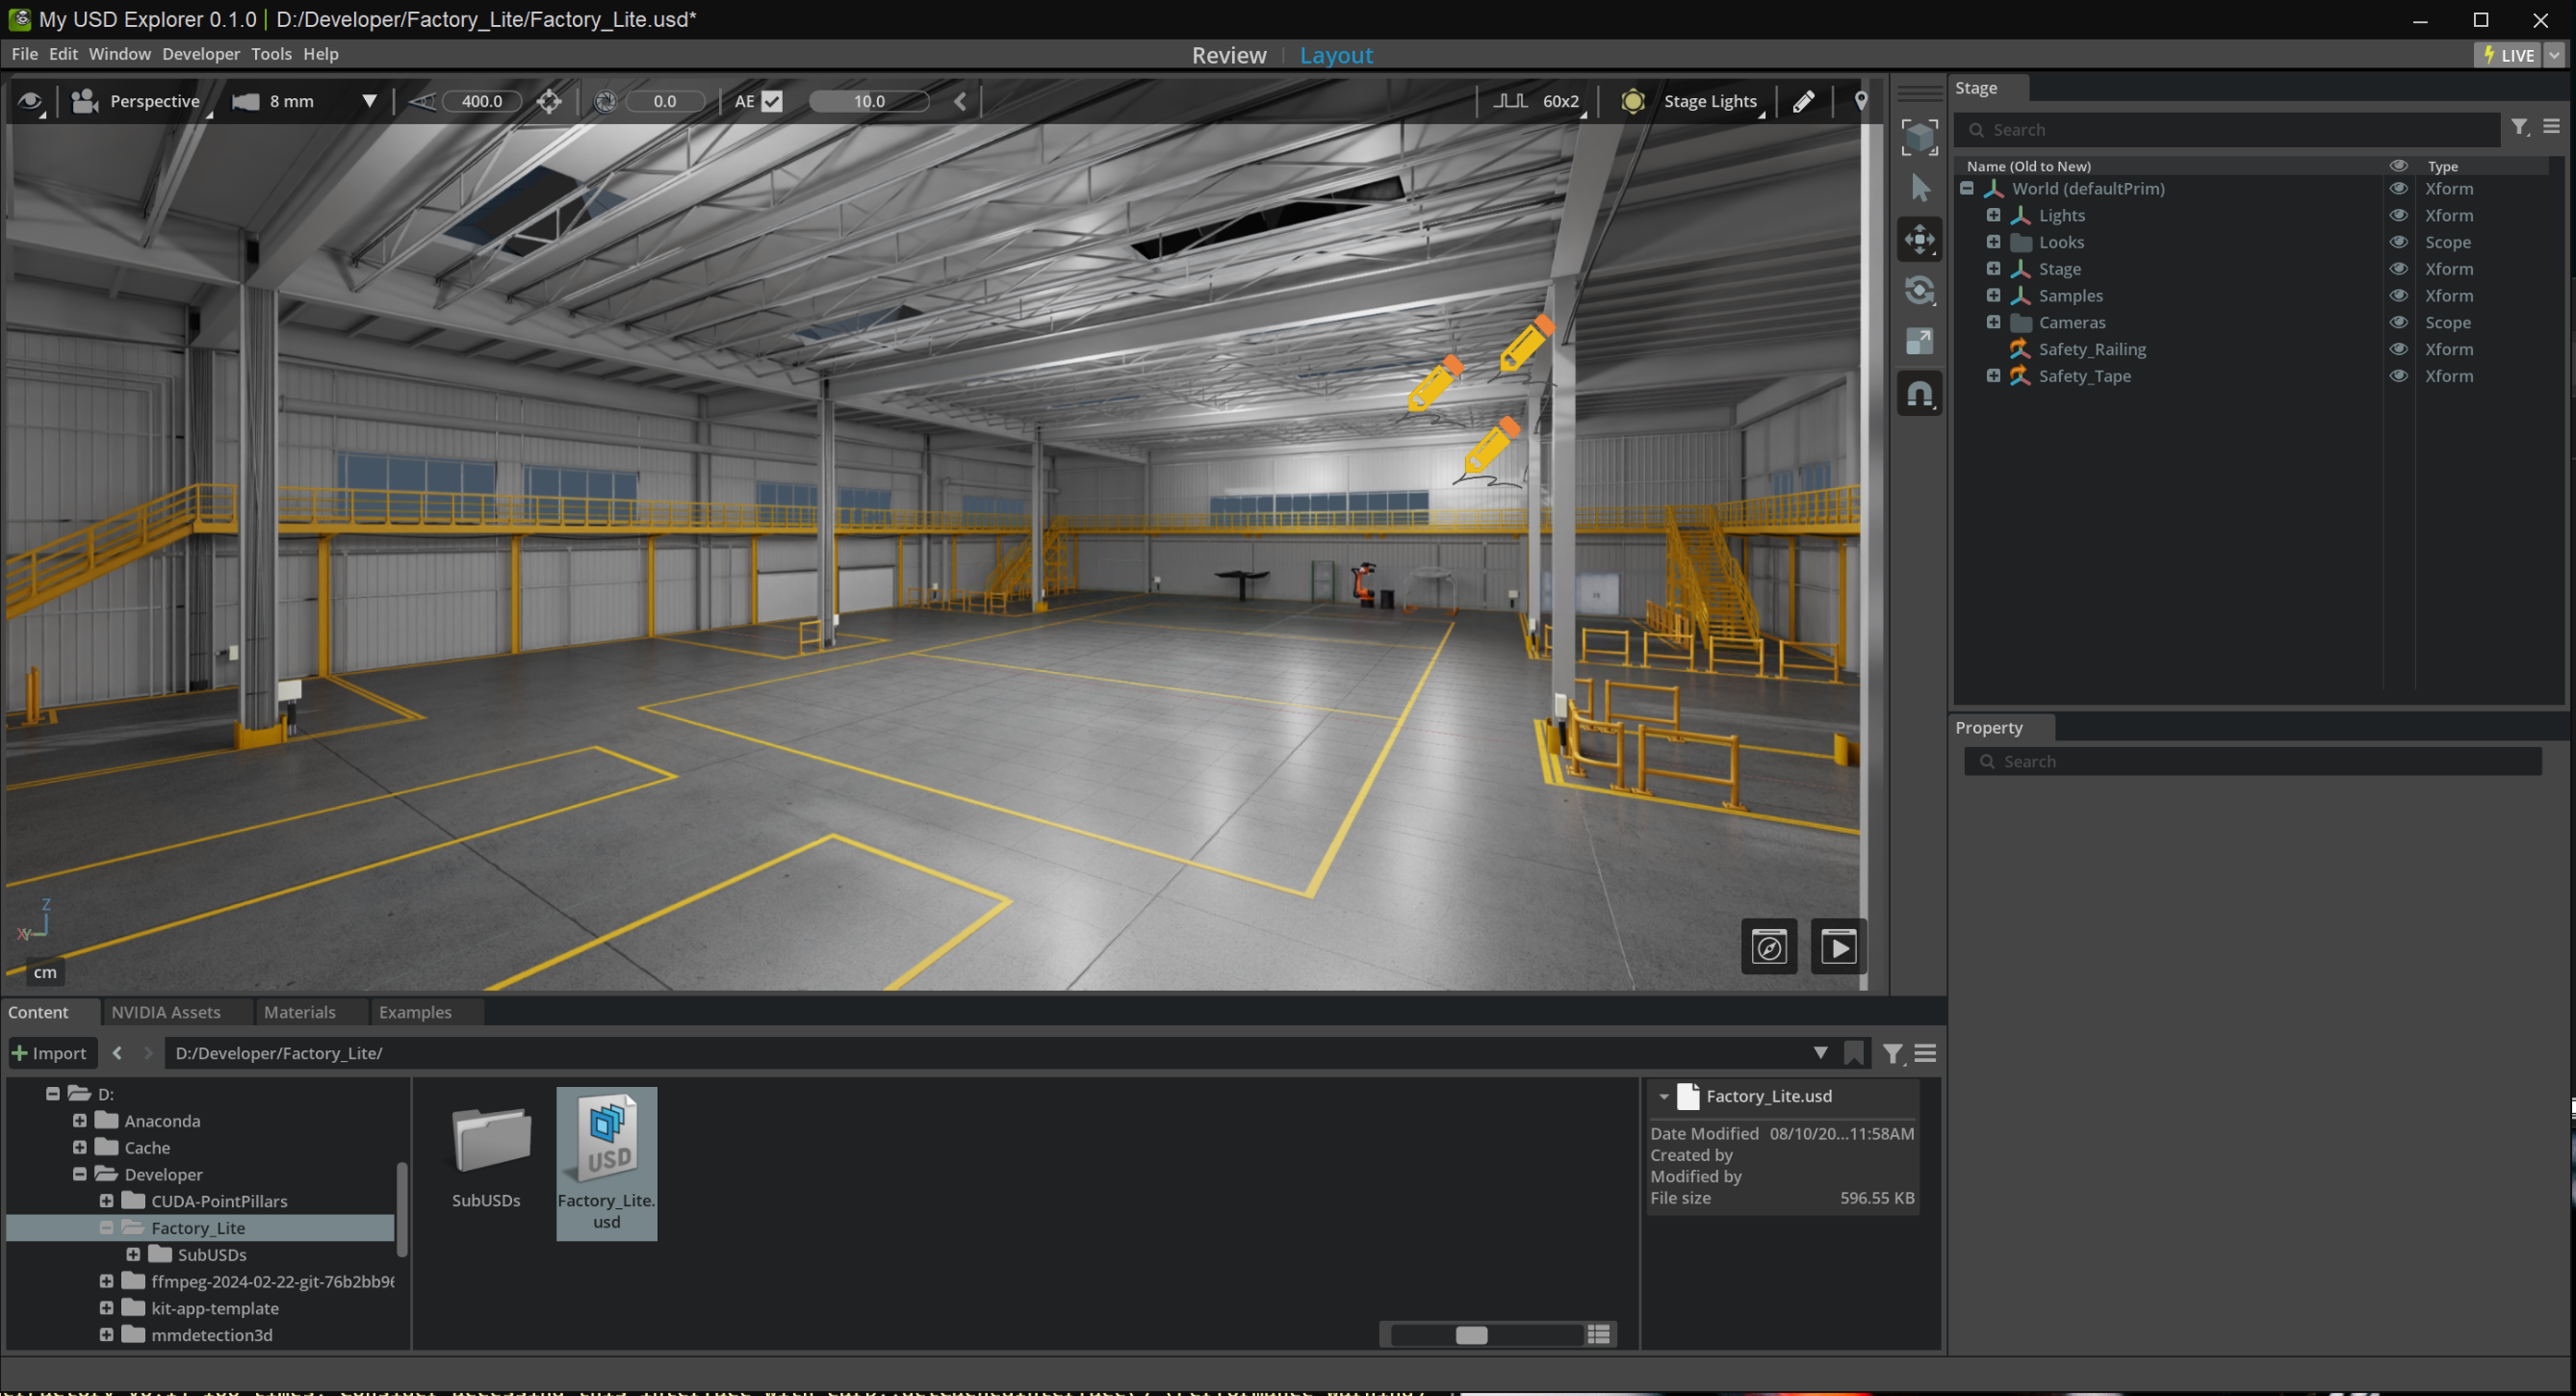 My USD Explorer 0.1.0 | D:/Developer/Factory_Lite/Factory_Lite.usd*
File Edit Window Developer Tools Help
Review Layout
LIVE
Perspective 8 mm 400.0 0.0 AE 10.0 60x2 Stage Lights
Z
Y
cm
Stage
Search
Name (Old to New) Type
World (defaultPrim) Xform
Lights Xform
Looks Scope
Stage Xform
Samples Xform
Cameras Scope
Safety_Railing Xform
Safety_Tape Xform
Property
Search
Content NVIDIA Assets Materials Examples
Import D:/Developer/Factory_Lite/
D:
Anaconda
Cache
Developer
CUDA-PointPillars
Factory_Lite
SubUSDs
ffmpeg-2024-02-22-git-76b2bb96
kit-app-template
mmdetection3d
SubUSDs
USD
Factory_Lite.
usd
Factory_Lite.usd
Date Modified 08/10/20...11:58AM
Created by
Modified by
File size 596.55 KB